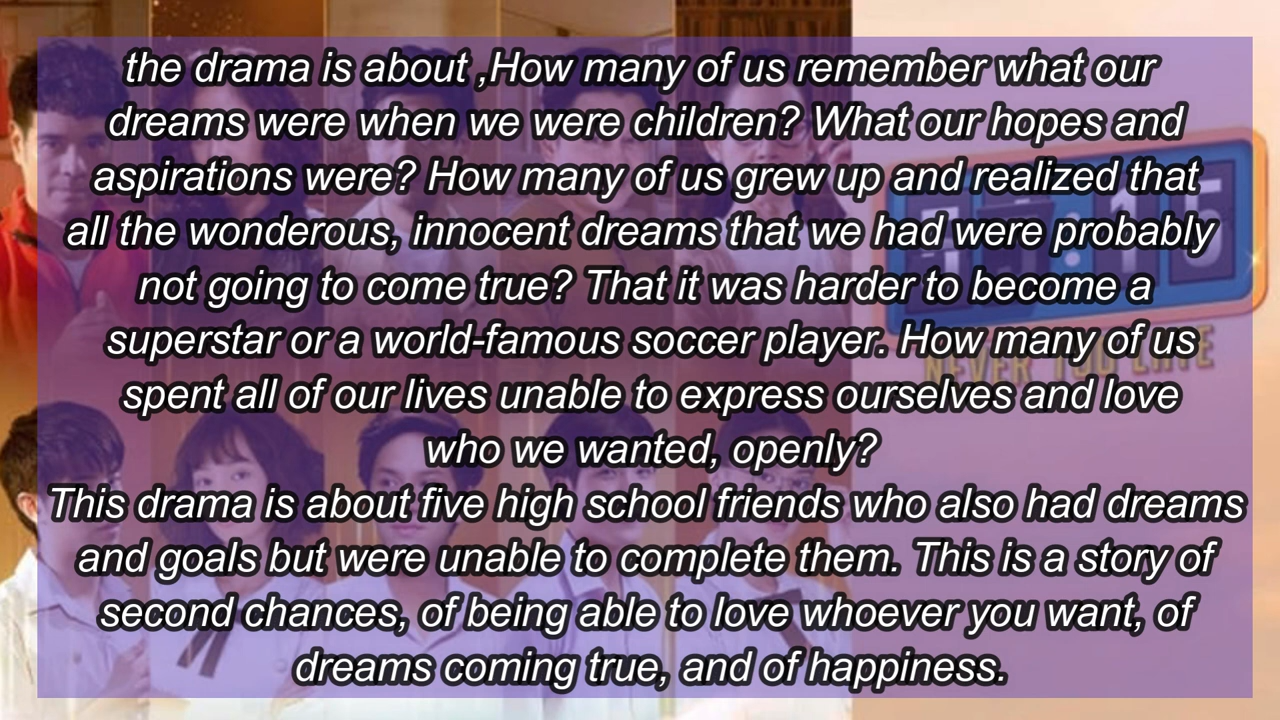 the drama is about ,How many of us remember what our
dreams were when we were children? What our hopes and
aspirations were? How many of us grew up and realized that
all the wonderous, innocent dreams that we had were probably
not going to come true? That it was harder to become a
superstar or a world-famous soccer player. How many of us
spent all of our lives unable to express ourselves and love
who we wanted, openly?
This drama is about five high school friends who also had dreams
and goals but were unable to complete them. This is a story of
second chances, of being able to love whoever you want, of
dreams coming true, and of happiness.
NEVER TOO LATE